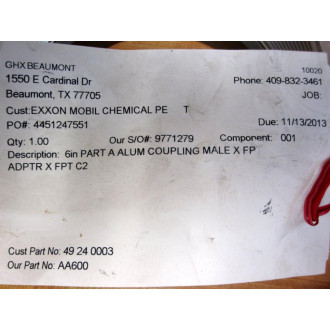 GHX BEAUMONT 10020
1550 E Cardinal Dr Phone: 409-832-3461
Beaumont, TX 77705 JOB:
Cust: EXXON MOBIL CHEMICAL PE T
PO#: 4451247551 Due: 11/13/2013
Qty: 1.00 Our S/O#: 9771279 Component: 001
Description: 6in PART A ALUM COUPLING MALE X FP
ADPTR X FPT C2
Cust Part No: 49 24 0003
Our Part No: AA600